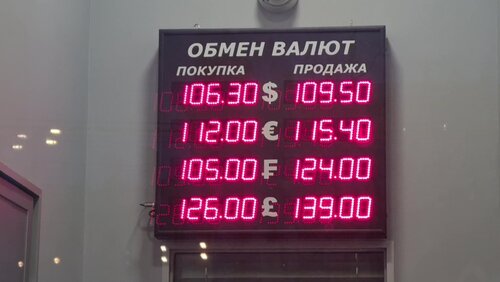 ОБМЕН ВАЛЮТ
ПОКУПКА ПРОДАЖА
106.30 $ 109.50
112.00 € 115.40
105.00 ₣ 124.00
126.00 £ 139.00